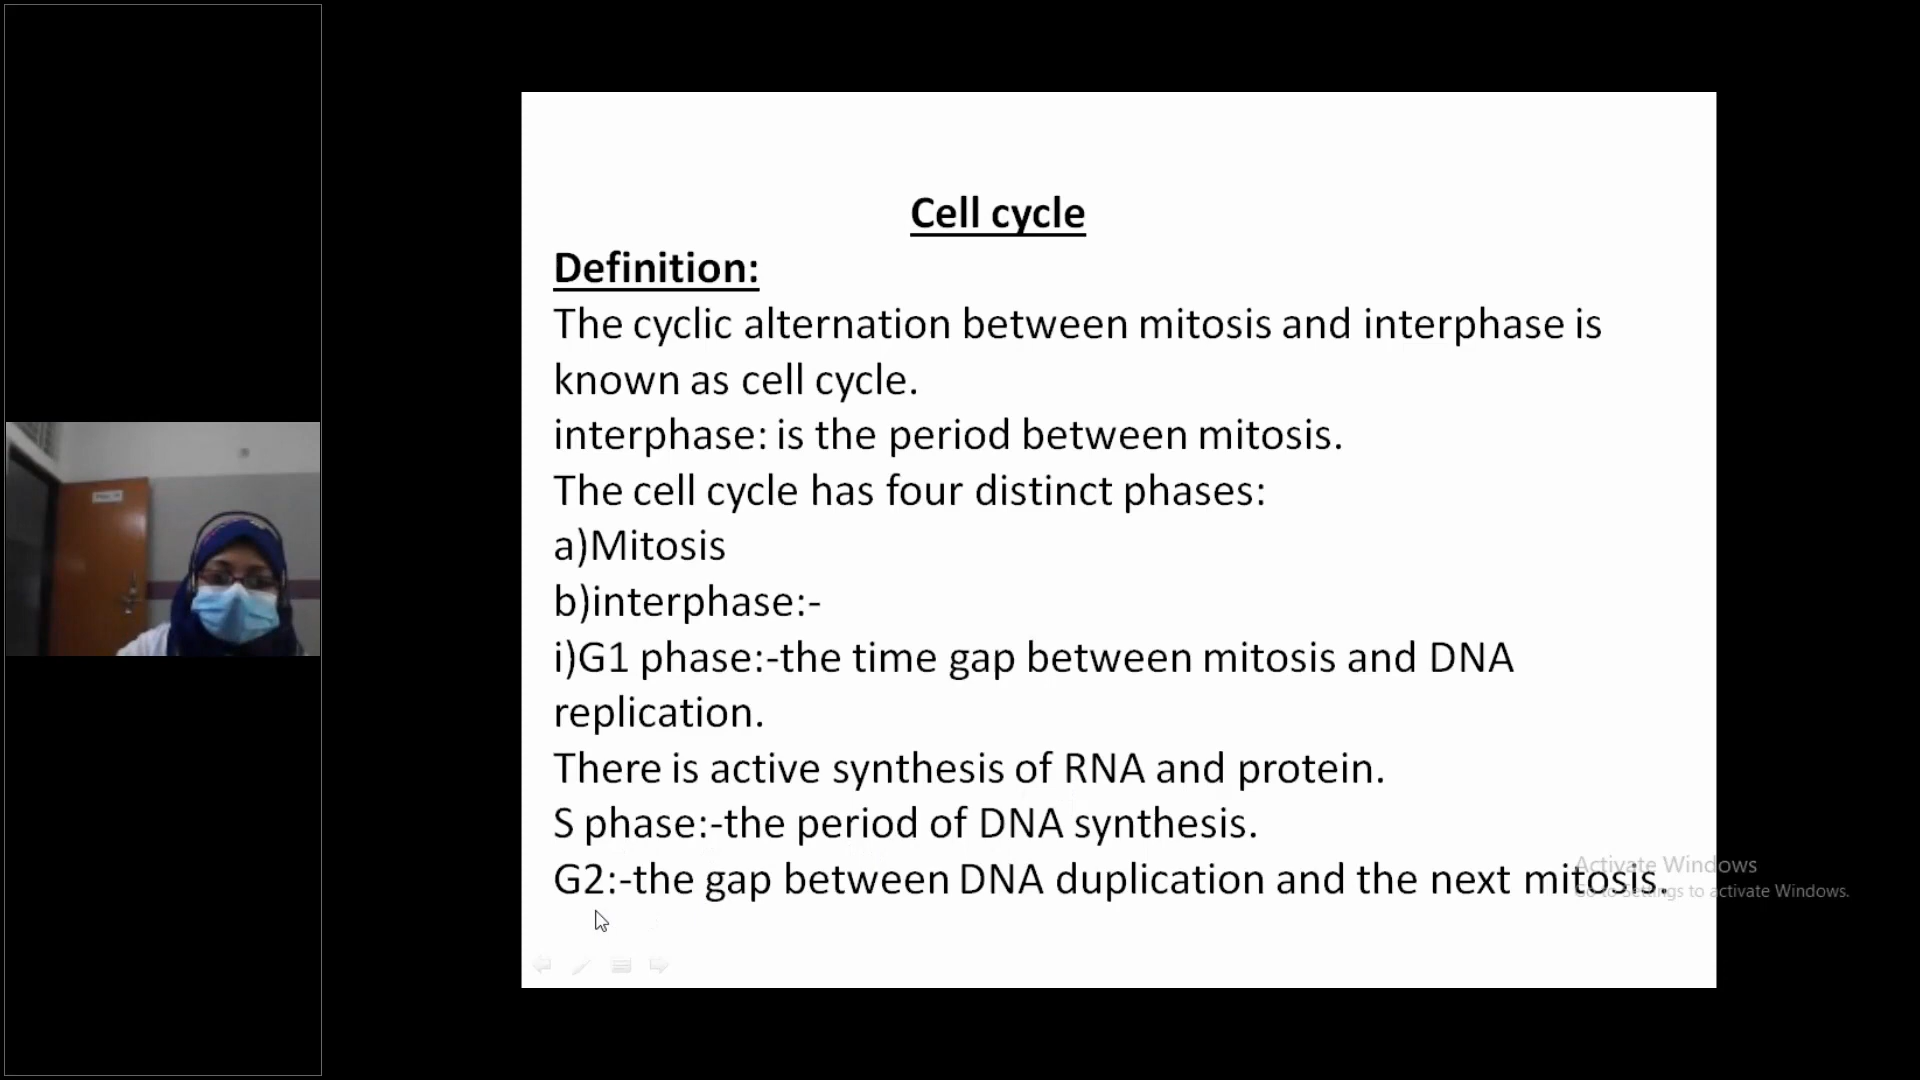 Cell cycle
Definition:
The cyclic alternation between mitosis and interphase is
known as cell cycle.
interphase: is the period between mitosis.
The cell cycle has four distinct phases:
a)Mitosis
b)interphase:-
i)G1 phase:-the time gap between mitosis and DNA
replication.
There is active synthesis of RNA and protein.
S phase:-the period of DNA synthesis.
G2:-the gap between DNA duplication and the next mitosis.
Activate Windows
Go to Settings to activate Windows.